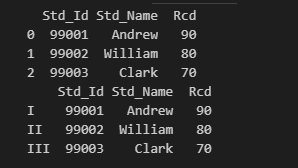 Std_Id Std_Name Rcd
0 99001 Andrew 90
1 99002 William 80
2 99003 Clark 70
Std_Id Std_Name Rcd
I 99001 Andrew 90
II 99002 William 80
III 99003 Clark 70